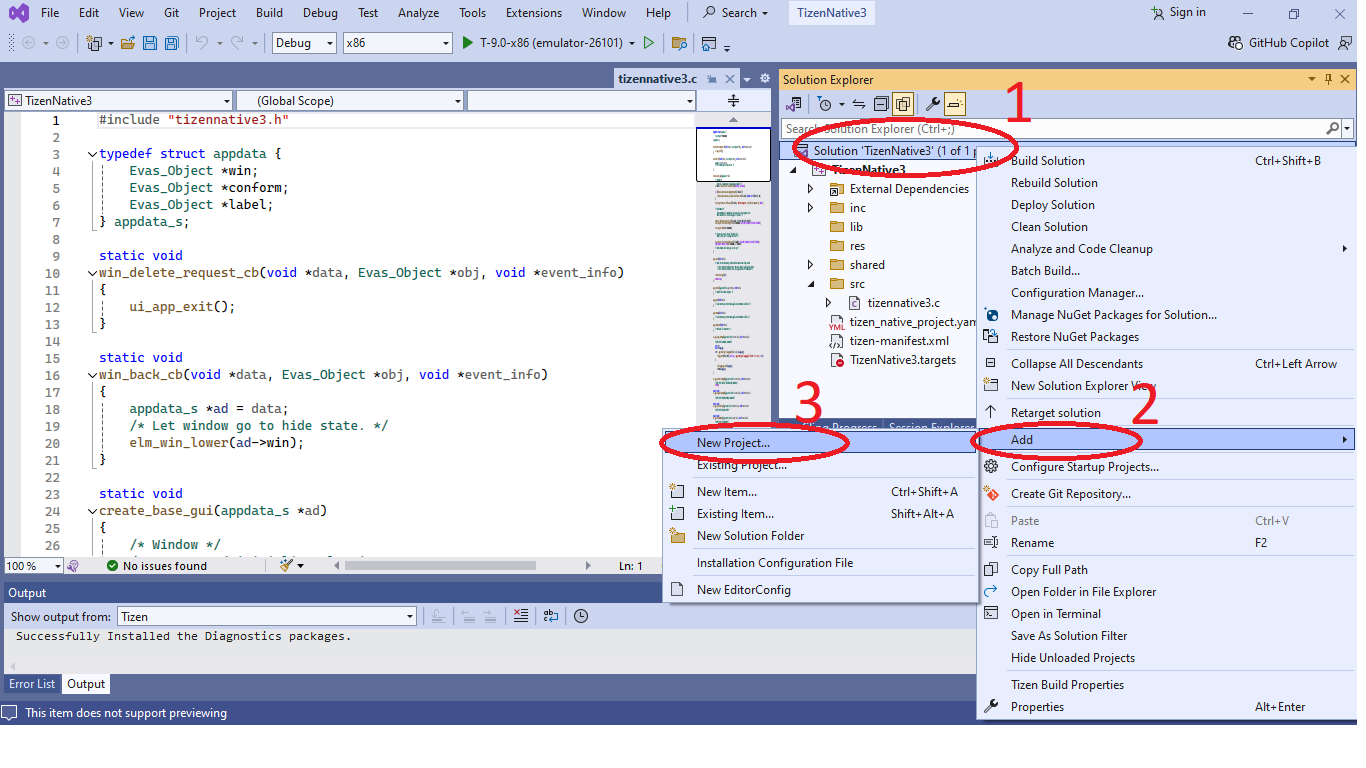 File Edit View Git Project Build Debug Test Analyze Tools Extensions Window Help Search TizenNative3 Sign in
Debug x86 T-9.0-x86 (emulator-26101) GitHub Copilot
tizennative3.c
TizenNative3 (Global Scope)
1 #include "tizennative3.h"
2
3 typedef struct appdata {
4 Evas_Object *win;
5 Evas_Object *conform;
6 Evas_Object *label;
7 } appdata_s;
8
9 static void
10 win_delete_request_cb(void *data, Evas_Object *obj, void *event_info)
11 {
12 ui_app_exit();
13 }
14
15 static void
16 win_back_cb(void *data, Evas_Object *obj, void *event_info)
17 {
18 appdata_s *ad = data;
19 /* Let window go to hide state. */
20 elm_win_lower(ad->win);
21 }
22
23 static void
24 create_base_gui(appdata_s *ad)
25 {
26 /* Window */
100 % No issues found Ln: 1
Output
Show output from: Tizen
Successfully Installed the Diagnostics packages.
Error List Output
This item does not support previewing
Solution Explorer
1
Search Solution Explorer (Ctrl+;)
Solution 'TizenNative3' (1 of 1
TizenNative3
External Dependencies
inc
lib
res
shared
src
tizennative3.c
YML tizen_native_project.yam
tizen-manifest.xml
TizenNative3.targets
Progress Session Explorer
Build Solution Ctrl+Shift+B
Rebuild Solution
Deploy Solution
Clean Solution
Analyze and Code Cleanup
Batch Build...
Configuration Manager...
Manage NuGet Packages for Solution...
Restore NuGet Packages
Collapse All Descendants Ctrl+Left Arrow
New Solution Explorer View
Retarget solution
2
Add
Configure Startup Projects...
Create Git Repository...
Paste Ctrl+V
Rename F2
Copy Full Path
Open Folder in File Explorer
Open in Terminal
Save As Solution Filter
Hide Unloaded Projects
Tizen Build Properties
Properties Alt+Enter
3
New Project...
Existing Project...
New Item... Ctrl+Shift+A
Existing Item... Shift+Alt+A
New Solution Folder
Installation Configuration File
New EditorConfig